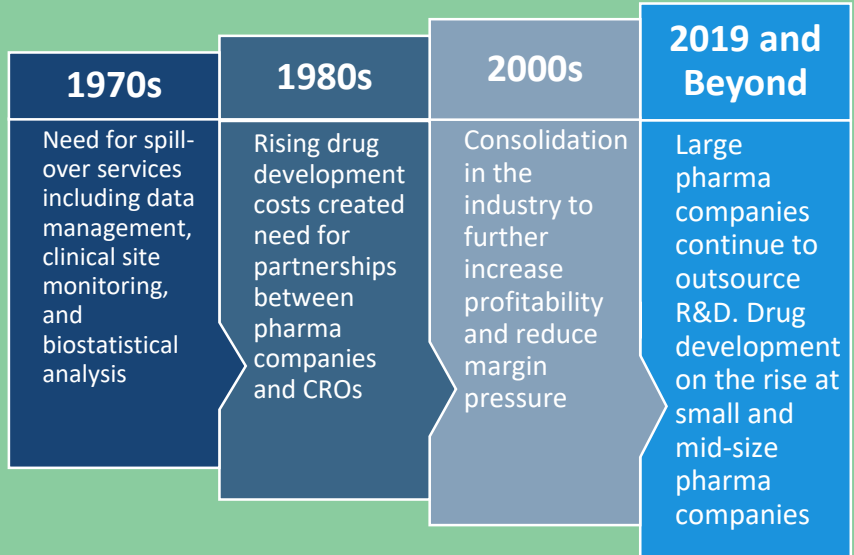 1970s
Need for spill-
over services
including data
management,
clinical site
monitoring,
and
biostatistical
analysis
1980s
Rising drug
development
costs created
need for
partnerships
between
pharma
companies
and CROs
2000s
Consolidation
in the
industry to
further
increase
profitability
and reduce
margin
pressure
2019 and
Beyond
Large
pharma
companies
continue to
outsource
R&D. Drug
development
on the rise at
small and
mid-size
pharma
companies